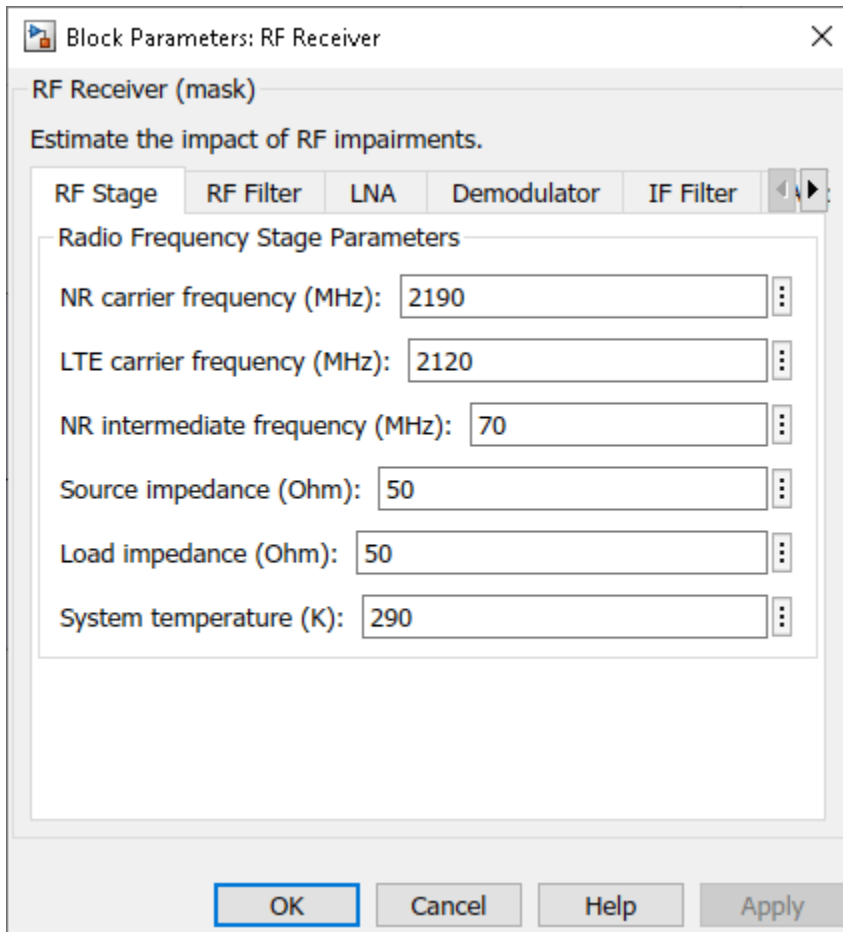 Block Parameters: RF Receiver
RF Receiver (mask)
Estimate the impact of RF impairments.
RF Stage RF Filter LNA Demodulator IF Filter
Radio Frequency Stage Parameters
NR carrier frequency (MHz): 2190
LTE carrier frequency (MHz): 2120
NR intermediate frequency (MHz): 70
Source impedance (Ohm): 50
Load impedance (Ohm): 50
System temperature (K): 290
OK Cancel Help Apply